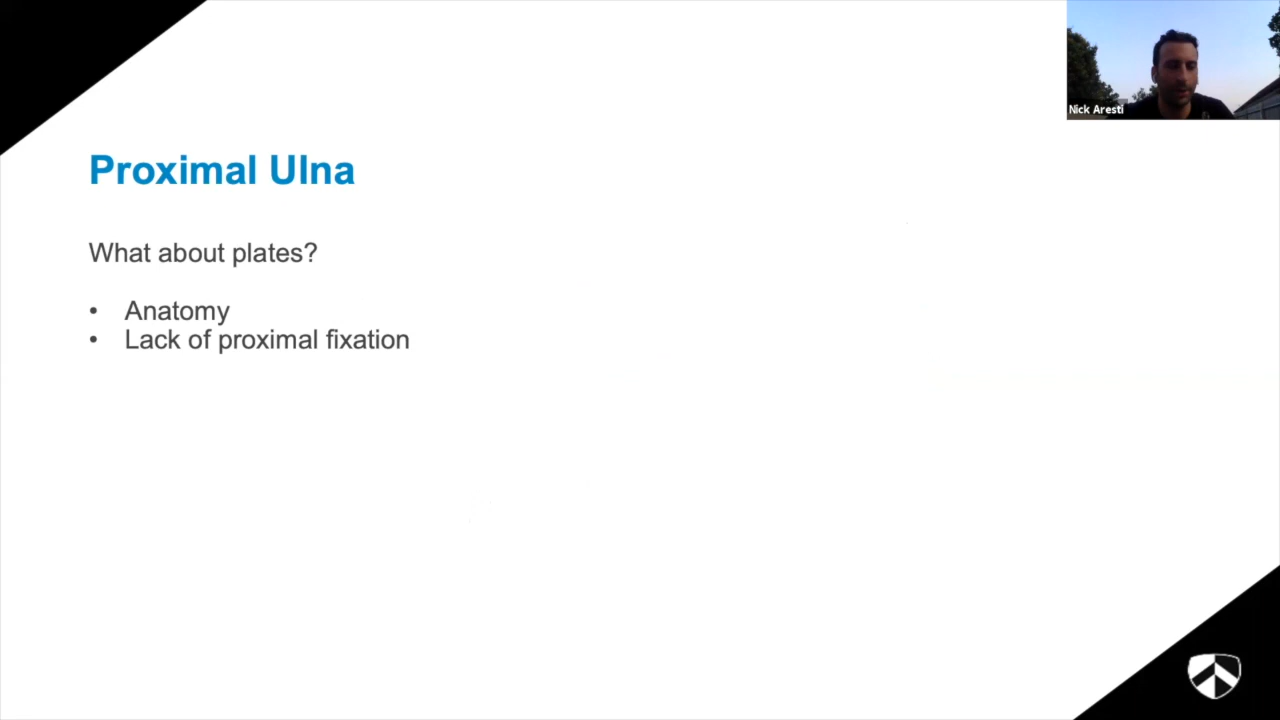 Nick Aresti
Proximal Ulna
What about plates?
• Anatomy
• Lack of proximal fixation